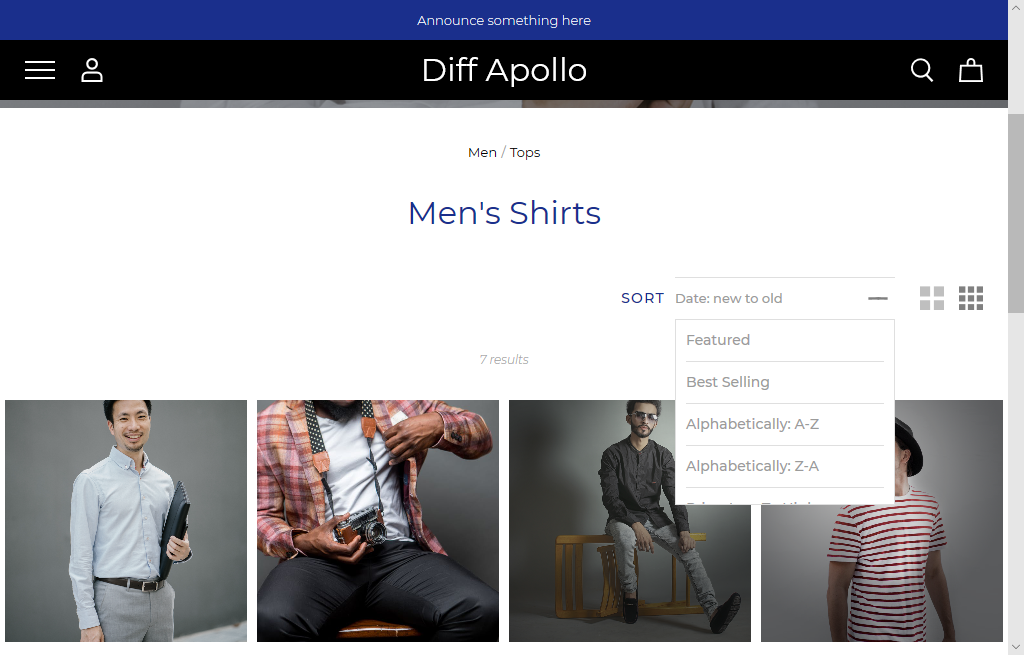 Announce something here
Diff Apollo
Men / Tops
Men's Shirts
SORT Date: new to old
Featured
Best Selling
Alphabetically: A-Z
Alphabetically: Z-A
7 results